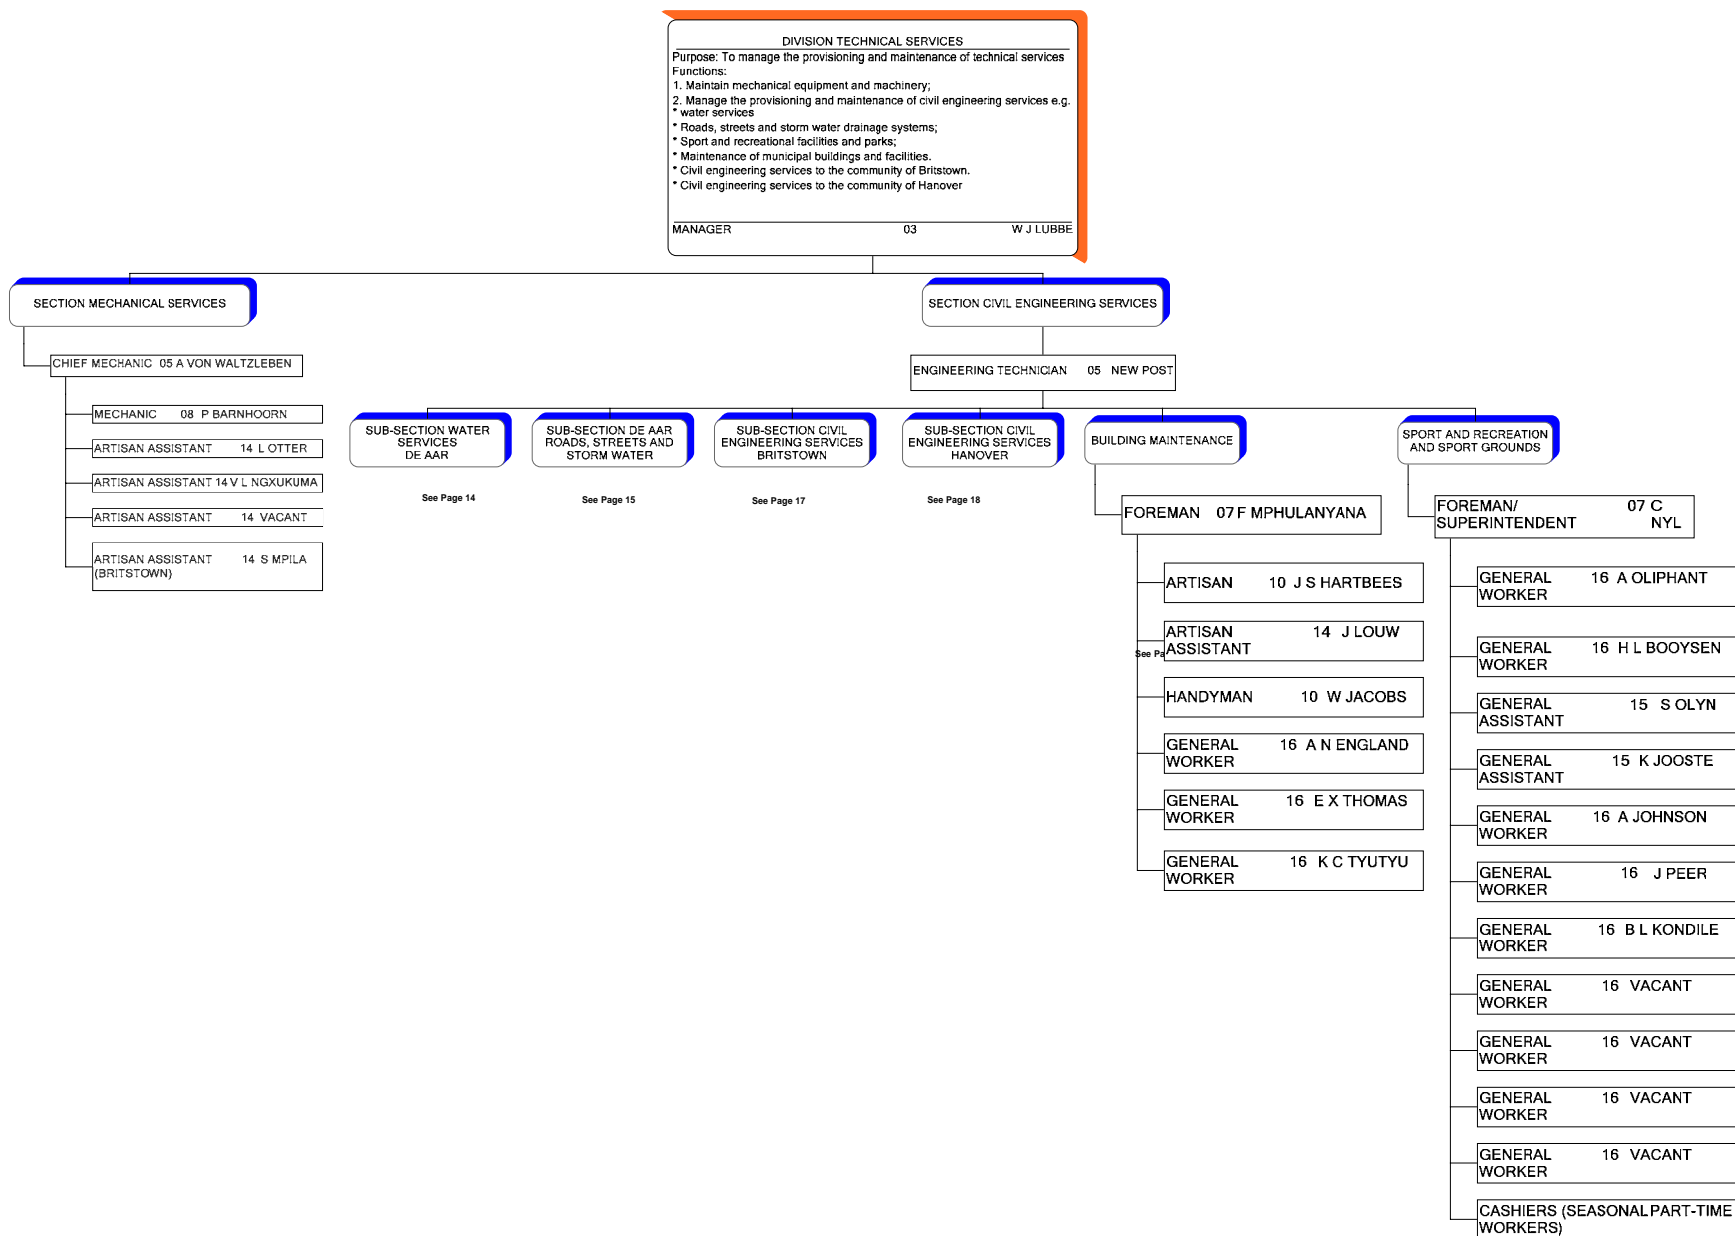 DIVISION TECHNICAL SERVICES
Purpose: To manage the provisioning and maintenance of technical services
Functions:
1. Maintain mechanical equipment and machinery;
2. Manage the provisioning and maintenance of civil engineering services e.g.
* water services
* Roads, streets and storm water drainage systems;
* Sport and recreational facilities and parks;
* Maintenance of municipal buildings and facilities.
* Civil engineering services to the community of Britstown.
* Civil engineering services to the community of Hanover
MANAGER 03 W J LUBBE
SECTION MECHANICAL SERVICES
CHIEF MECHANIC 05 A VON WALTZLEBEN
MECHANIC 08 P BARNHOORN
ARTISAN ASSISTANT 14 L OTTER
ARTISAN ASSISTANT 14 V L NGXUKUMA
ARTISAN ASSISTANT 14 VACANT
ARTISAN ASSISTANT 14 S MPILA
(BRITSTOWN)
SECTION CIVIL ENGINEERING SERVICES
ENGINEERING TECHNICIAN 05 NEW POST
SUB-SECTION WATER
SERVICES
DE AAR
See Page 14
SUB-SECTION DE AAR
ROADS, STREETS AND
STORM WATER
See Page 15
SUB-SECTION CIVIL
ENGINEERING SERVICES
BRITSTOWN
See Page 17
SUB-SECTION CIVIL
ENGINEERING SERVICES
HANOVER
See Page 18
BUILDING MAINTENANCE
FOREMAN 07 F MPHULANYANA
ARTISAN 10 J S HARTBEES
ARTISAN 14 J LOUW
ASSISTANT
See Pa
HANDYMAN 10 W JACOBS
GENERAL 16 A N ENGLAND
WORKER
GENERAL 16 E X THOMAS
WORKER
GENERAL 16 K C TYUTYU
WORKER
SPORT AND RECREATION
AND SPORT GROUNDS
FOREMAN/ 07 C
SUPERINTENDENT NYL
GENERAL 16 A OLIPHANT
WORKER
GENERAL 16 H L BOOYSEN
WORKER
GENERAL 15 S OLYN
ASSISTANT
GENERAL 15 K JOOSTE
ASSISTANT
GENERAL 16 A JOHNSON
WORKER
GENERAL 16 J PEER
WORKER
GENERAL 16 B L KONDILE
WORKER
GENERAL 16 VACANT
WORKER
GENERAL 16 VACANT
WORKER
GENERAL 16 VACANT
WORKER
GENERAL 16 VACANT
WORKER
CASHIERS (SEASONAL PART-TIME
WORKERS)